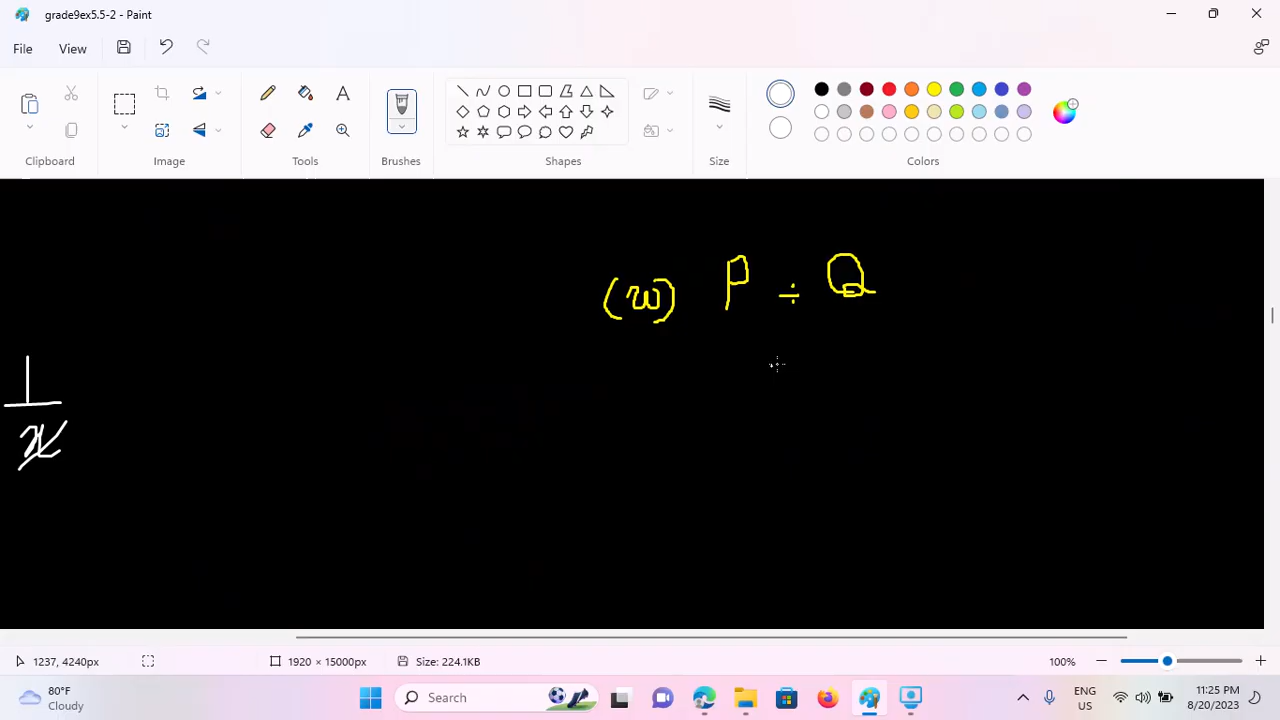 grade9ex5.5-2 - Paint
File View
Clipboard Image Tools Brushes Shapes Size Colors
P ÷ Q
1
x
1237, 4240px 1920 × 15000px Size: 224.1KB 100%
80°F Cloudy Search ENG US 11:25 PM 8/20/2023